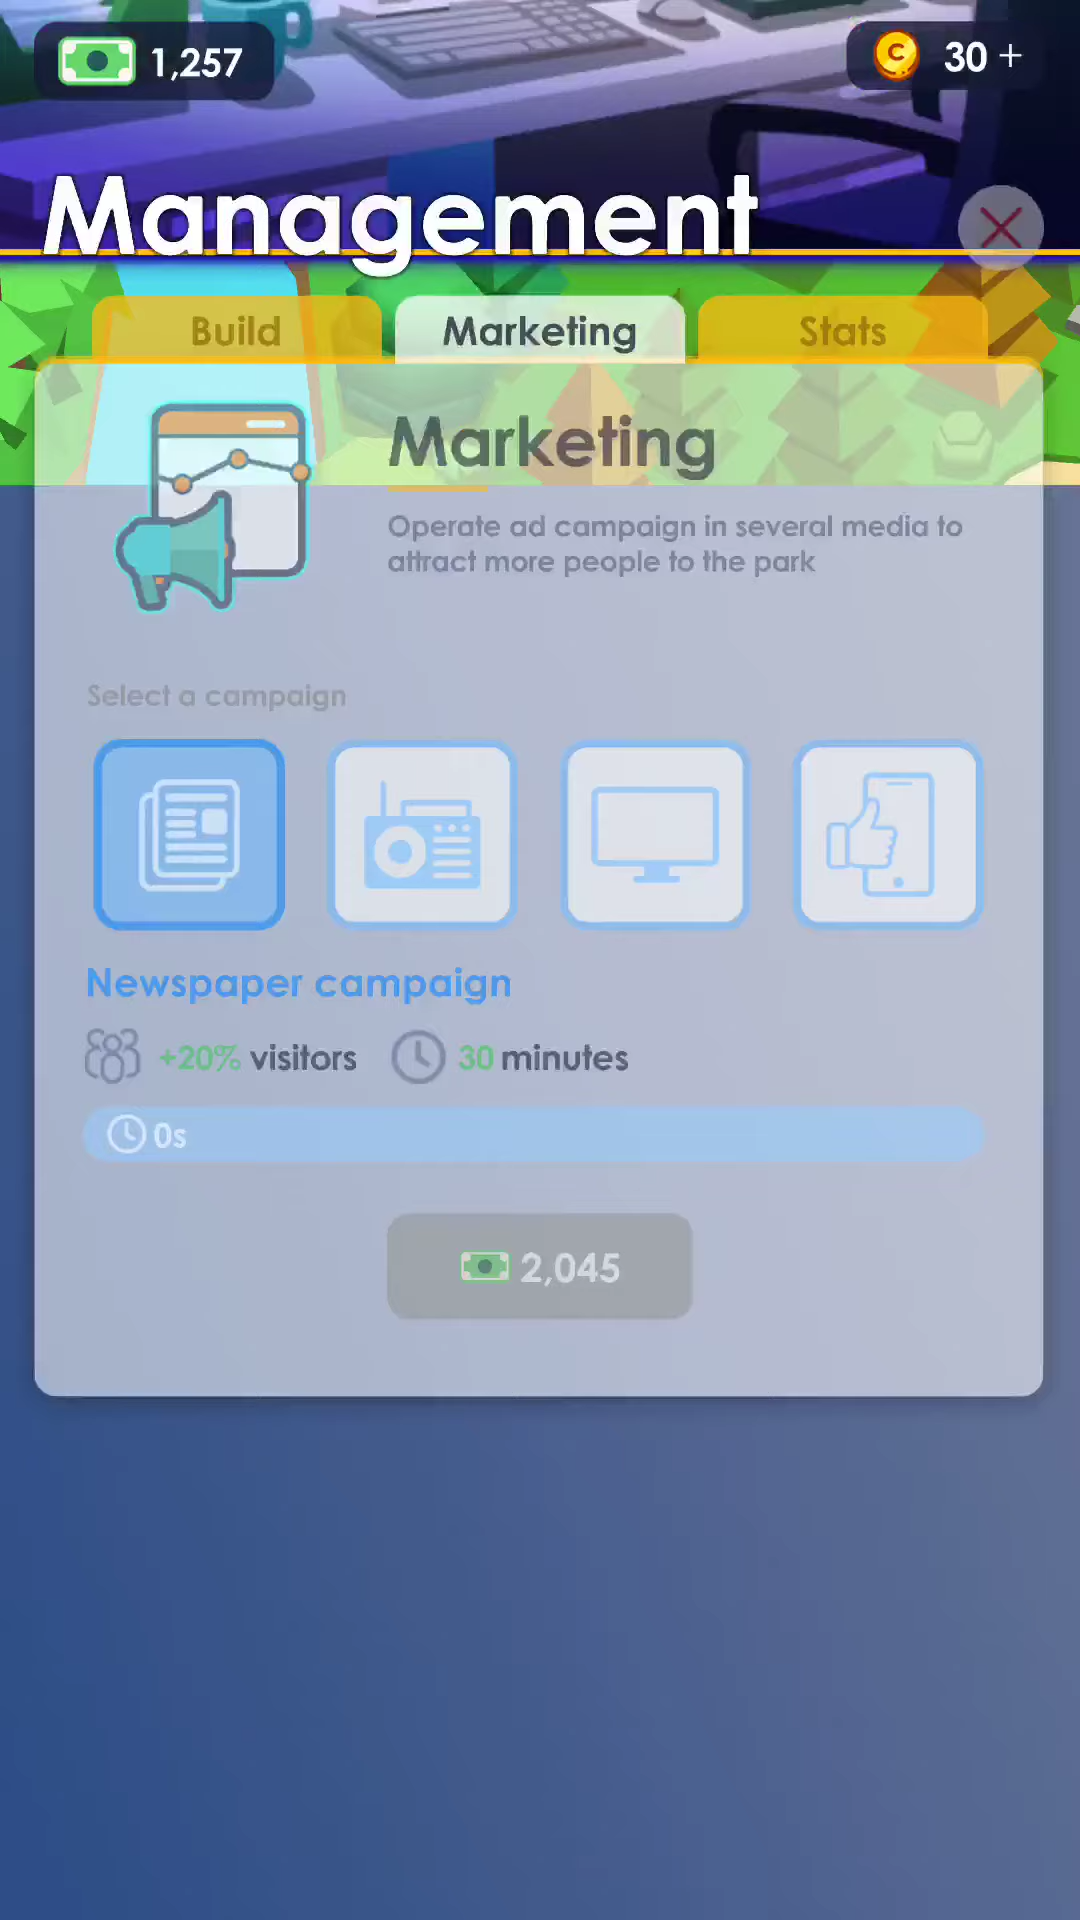 1,257
30 +
Management
Build
Marketing
Stats
Marketing
Operate ad campaign in several media to
attract more people to the park
Select a campaign
Newspaper campaign
+20% visitors
30 minutes
0s
2,045